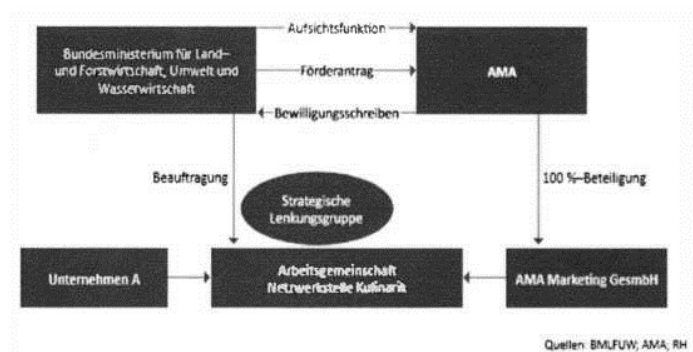 Aufsichtsfunktion
Bundesministerium für Land–
und Forstwirtschaft, Umwelt und
Wasserwirtschaft
Förderantrag
AMA
Bewilligungsschreiben
Beauftragung
100 %–Beteiligung
Strategische
Lenkungsgruppe
Unternehmen A
Arbeitsgemeinschaft
Netzwerkstelle Kulinarik
AMA Marketing GesmbH
Quellen: BMLFUW; AMA; RH